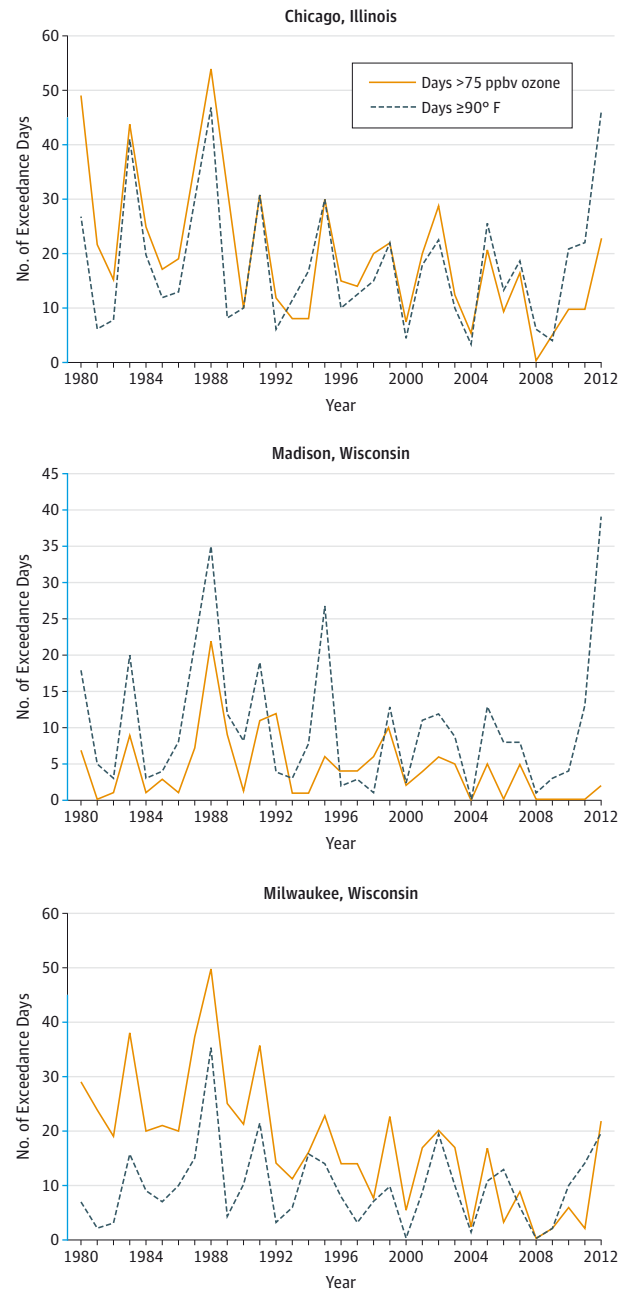 Chicago, Illinois
60
50
40
30
20
10
0
No. of Exceedance Days
Days >75 ppbv ozone
Days ≥90° F
1980 1984 1988 1992 1996 2000 2004 2008 2012
Year
Madison, Wisconsin
45
40
35
30
25
20
15
10
5
0
No. of Exceedance Days
1980 1984 1988 1992 1996 2000 2004 2008 2012
Year
Milwaukee, Wisconsin
60
50
40
30
20
10
0
No. of Exceedance Days
1980 1984 1988 1992 1996 2000 2004 2008 2012
Year